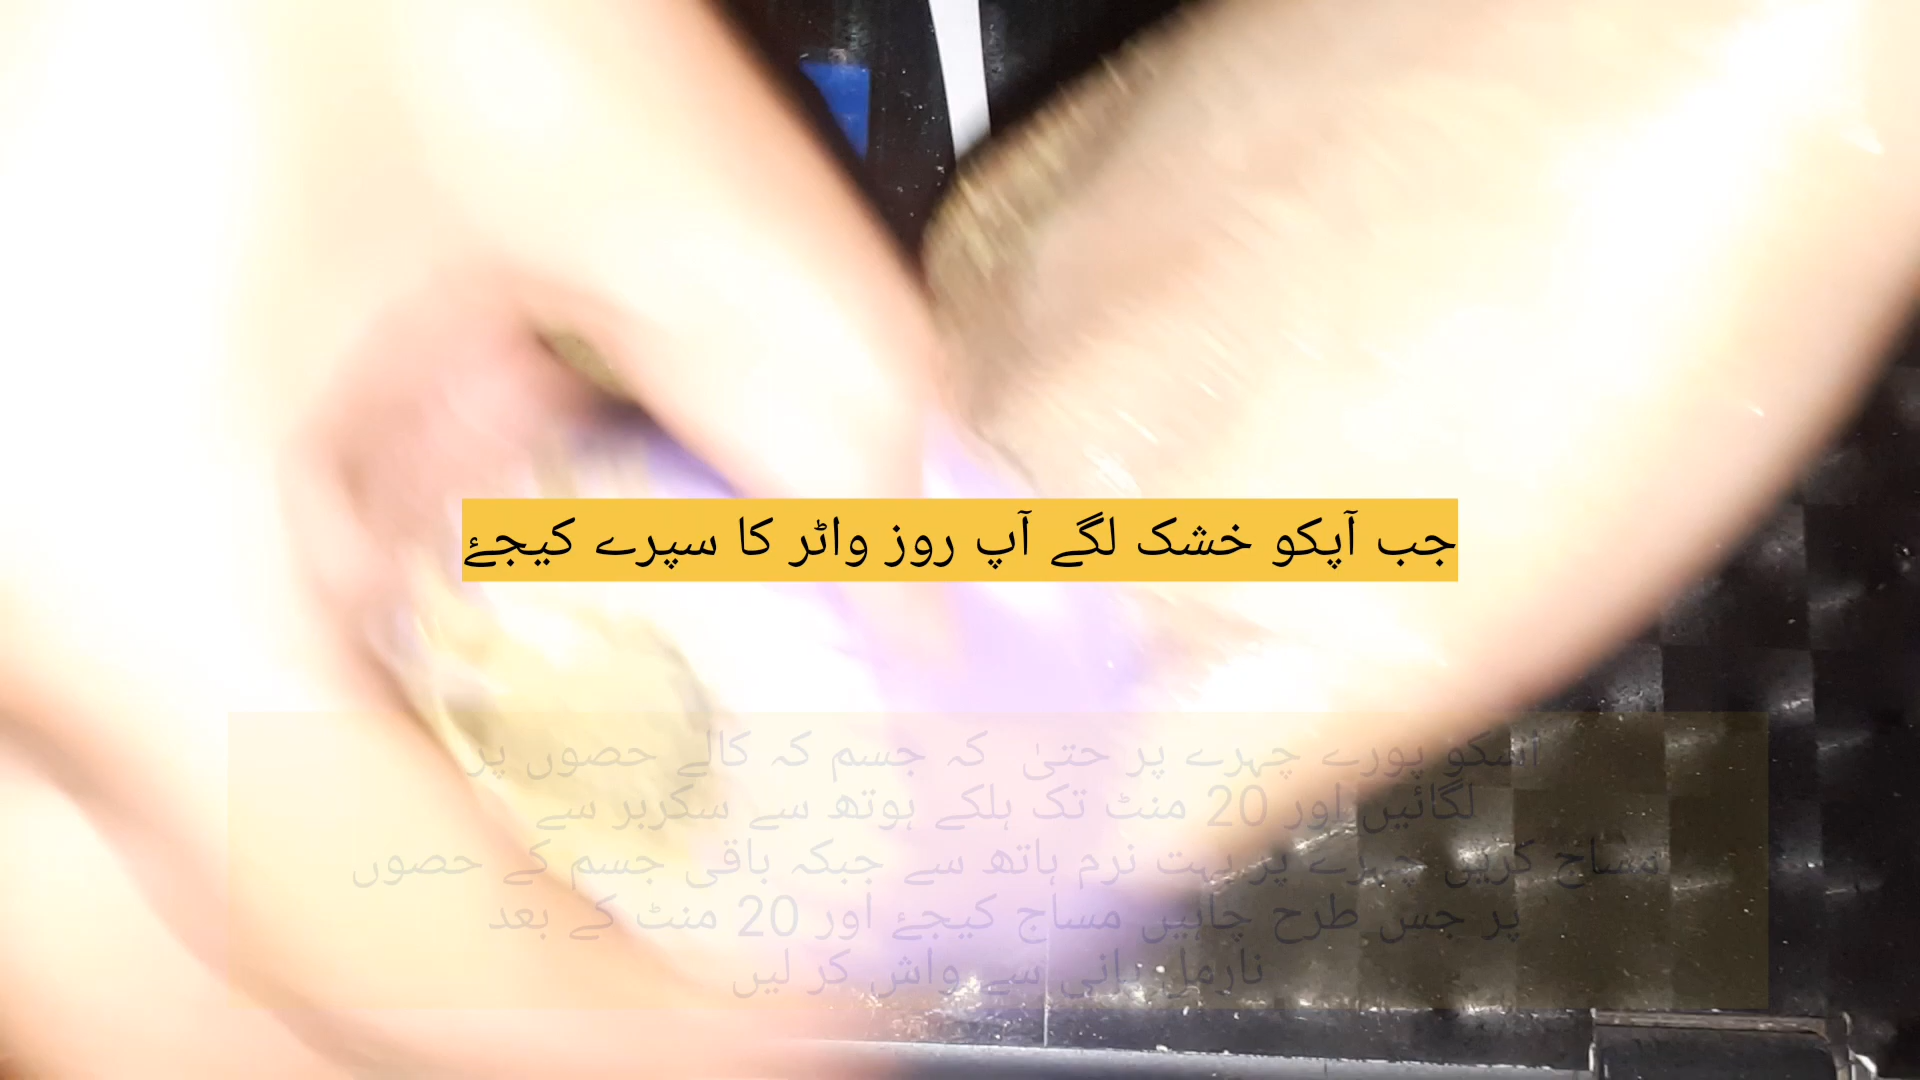 جب آپکو خشک لگے آپ روز واٹر کا سپرے کیجئے
اسکو پورے چہرے پر حتیٰ کہ جسم کہ کالے حصوں پر
لگائیں اور 20 منٹ تک ہلکے ہوتھ سے سکربر سے
مساج کریں چہرے پر بہت نرم ہاتھ سے جبکہ باقی جسم کے حصوں
پر جس طرح چاہیں مساج کیجئے اور 20 منٹ کے بعد
نارمل پانی سے واش کر لیں